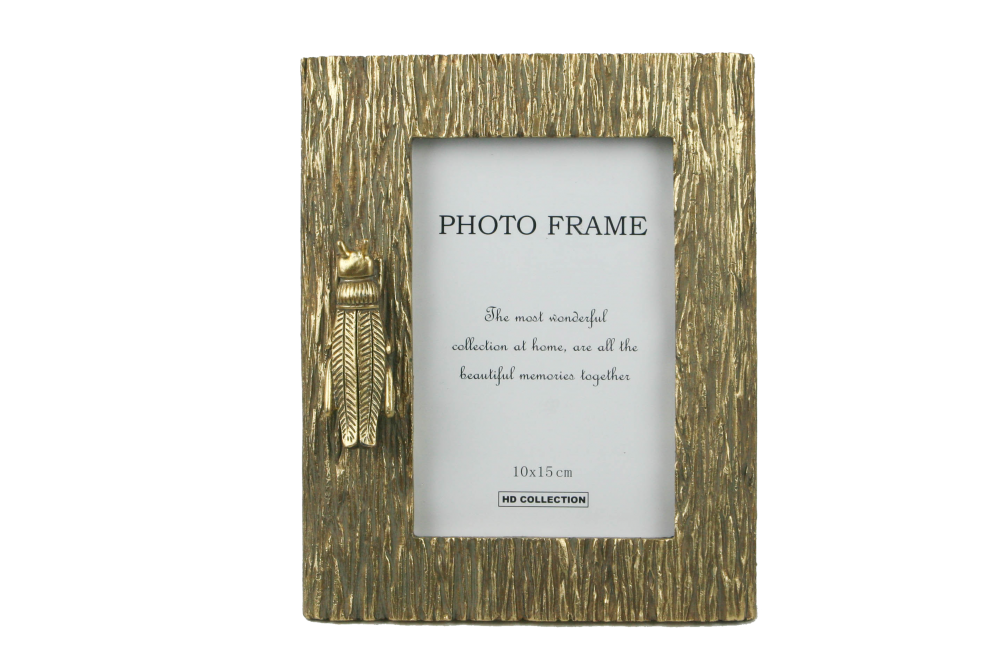 PHOTO FRAME
The most wonderful
collection at home, are all the
beautiful memories together
10x15cm
HD COLLECTION